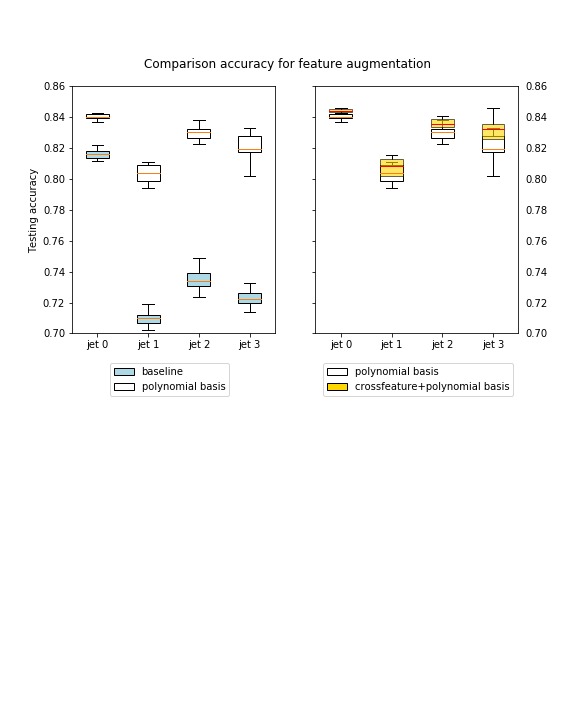 Comparison accuracy for feature augmentation
Testing accuracy
0.86
0.84
0.82
0.80
0.78
0.76
0.74
0.72
0.70
jet 0 jet 1 jet 2 jet 3
baseline
polynomial basis
0.86
0.84
0.82
0.80
0.78
0.76
0.74
0.72
0.70
jet 0 jet 1 jet 2 jet 3
polynomial basis
crossfeature+polynomial basis